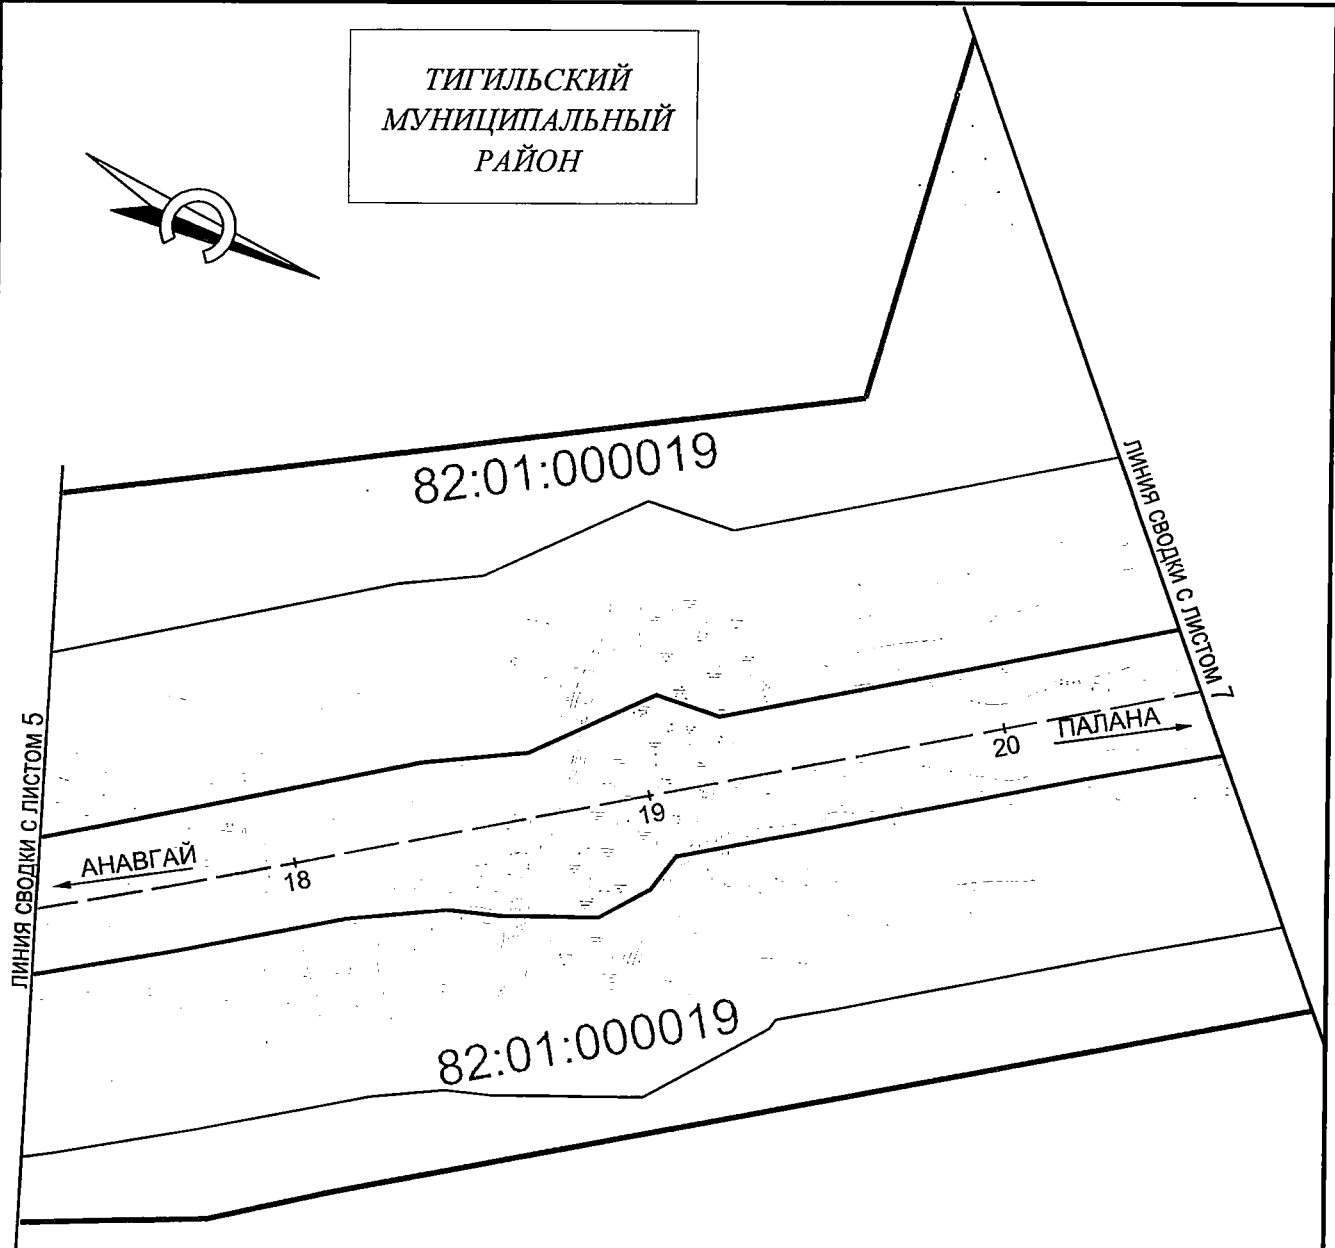 ТИГИЛЬСКИЙ
МУНИЦИПАЛЬНЫЙ
РАЙОН
82:01:000019
ЛИНИЯ СВОДКИ С ЛИСТОМ 7
ЛИНИЯ СВОДКИ С ЛИСТОМ 5
ПАЛАНА
20
19
АНАВГАЙ
18
82:01:000019